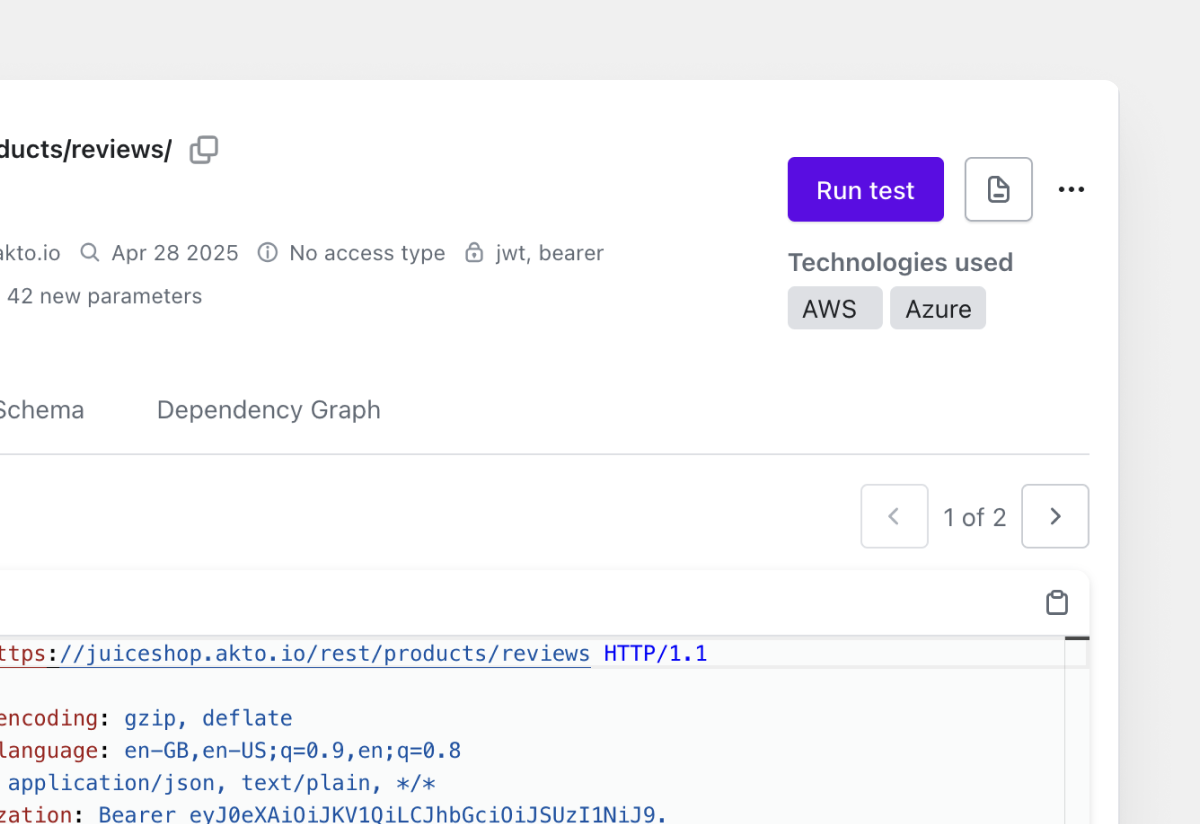 ducts/reviews/
Run test
akto.io Apr 28 2025 No access type jwt, bearer
Technologies used
42 new parameters
AWS Azure
Schema Dependency Graph
1 of 2
ttps://juiceshop.akto.io/rest/products/reviews HTTP/1.1
encoding: gzip, deflate
language: en-GB,en-US;q=0.9,en;q=0.8
application/json, text/plain, */*
zation: Bearer eyJ0eXAiOiJKV1QiLCJhbGciOiJSUzI1NiJ9.